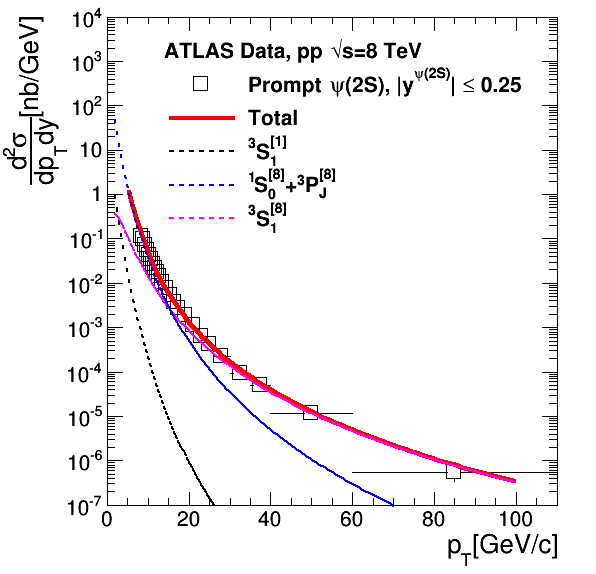 ATLAS Data, pp √s=8 TeV
Prompt ψ(2S), |y^ψ(2S)| ≤ 0.25
Total
³S₁^[1]
¹S₀^[8]+³P_J^[8]
³S₁^[8]
d²σ/dp_Tdy[nb/GeV]
10⁴
10³
10²
10
1
10⁻¹
10⁻²
10⁻³
10⁻⁴
10⁻⁵
10⁻⁶
10⁻⁷
0 20 40 60 80 100
p_T[GeV/c]